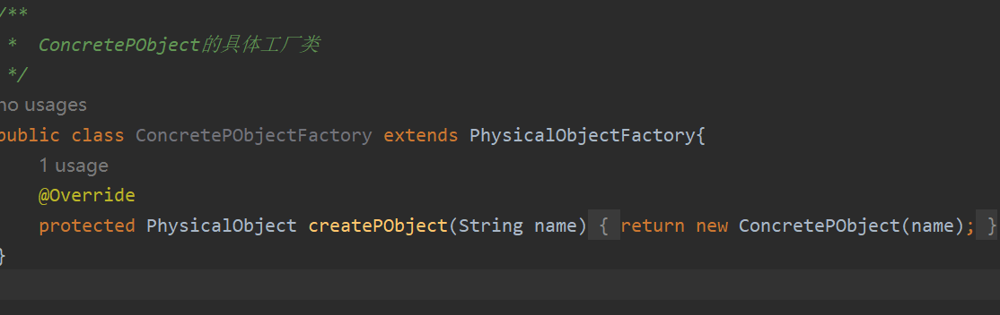 /**
 *  ConcretePObject的具体工厂类
 */
no usages
public class ConcretePObjectFactory extends PhysicalObjectFactory{
    1 usage
    @Override
    protected PhysicalObject createPObject(String name) { return new ConcretePObject(name); }
}